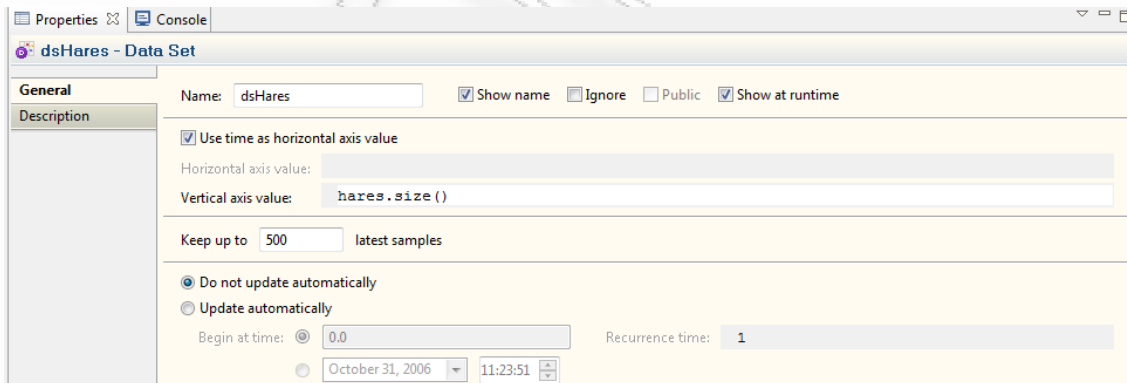 Properties Console
dsHares - Data Set
General
Description
Name: dsHares Show name Ignore Public Show at runtime
Use time as horizontal axis value
Horizontal axis value:
Vertical axis value: hares.size()
Keep up to 500 latest samples
Do not update automatically
Update automatically
Begin at time: 0.0 Recurrence time: 1
October 31, 2006 11:23:51